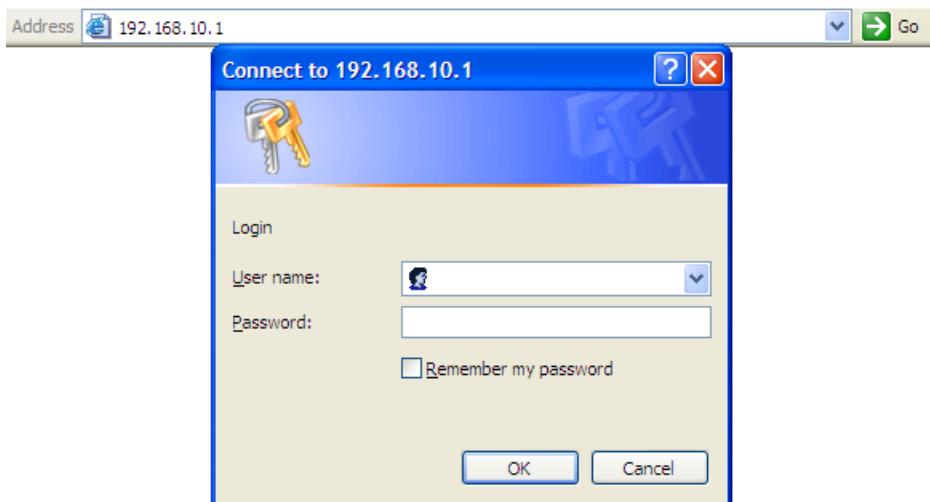 Address 192.168.10.1 Go
Connect to 192.168.10.1
Login
User name:
Password:
Remember my password
OK Cancel